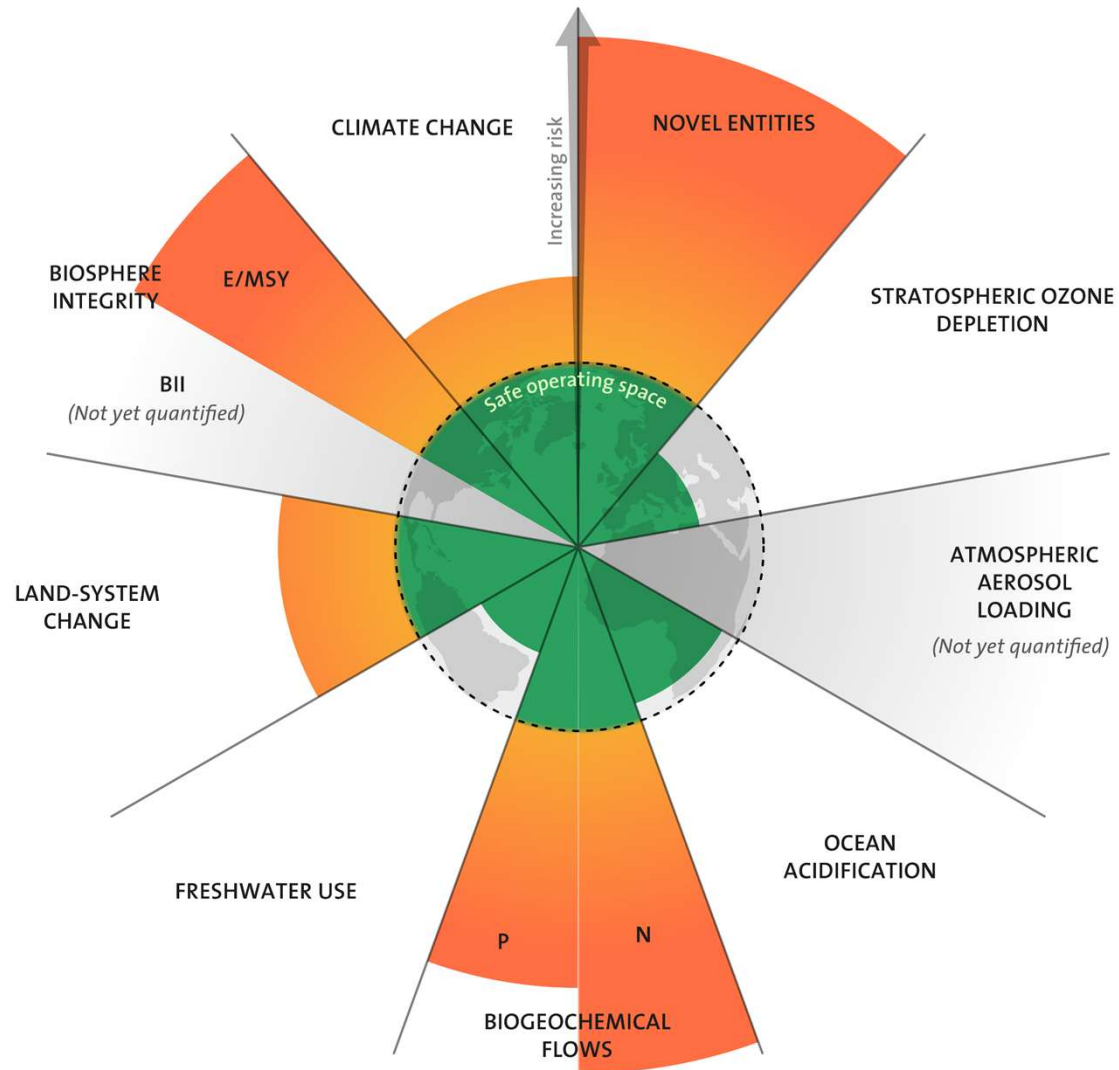 CLIMATE CHANGE
Increasing risk
NOVEL ENTITIES
BIOSPHERE
INTEGRITY
E/MSY
STRATOSPHERIC OZONE
DEPLETION
BII
(Not yet quantified)
Safe operating space
LAND-SYSTEM
CHANGE
ATMOSPHERIC
AEROSOL
LOADING
(Not yet quantified)
FRESHWATER USE
OCEAN
ACIDIFICATION
P
N
BIOGEOCHEMICAL
FLOWS